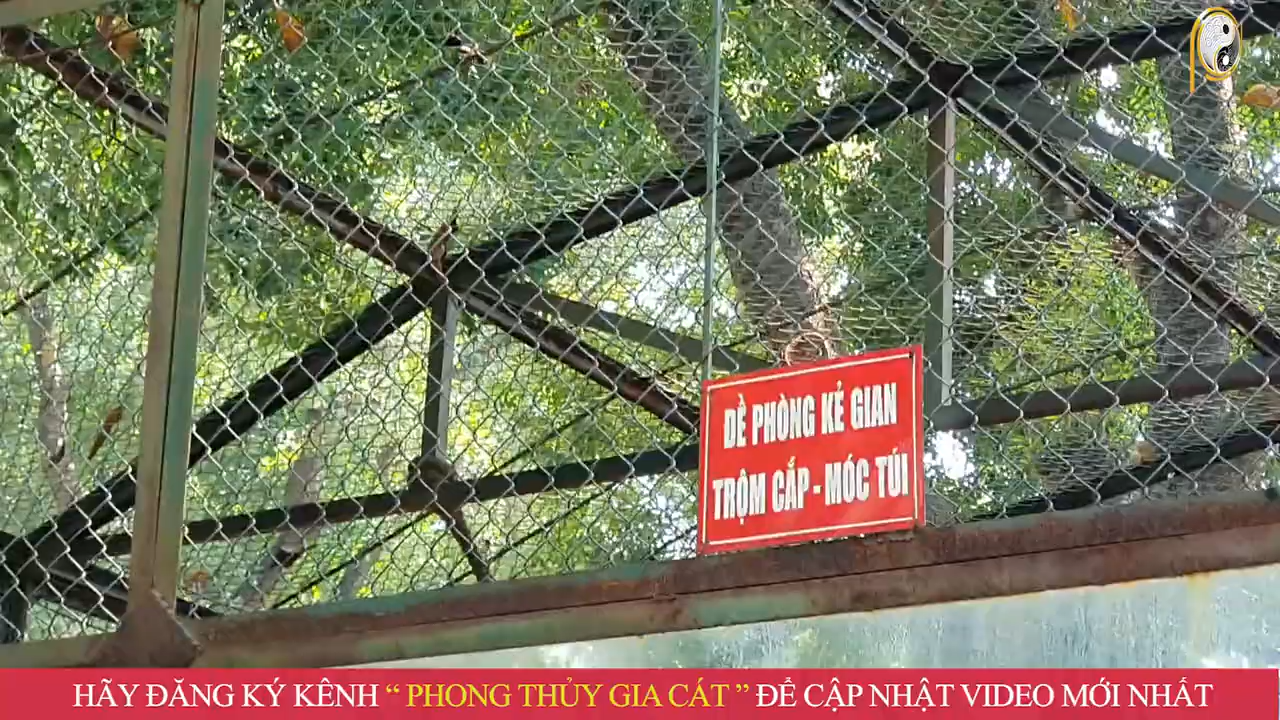 ĐỀ PHÒNG KẺ GIAN
TRỘM CẮP - MÓC TÚI
HÃY ĐĂNG KÝ KÊNH “ PHONG THỦY GIA CÁT ” ĐỂ CẬP NHẬT VIDEO MỚI NHẤT